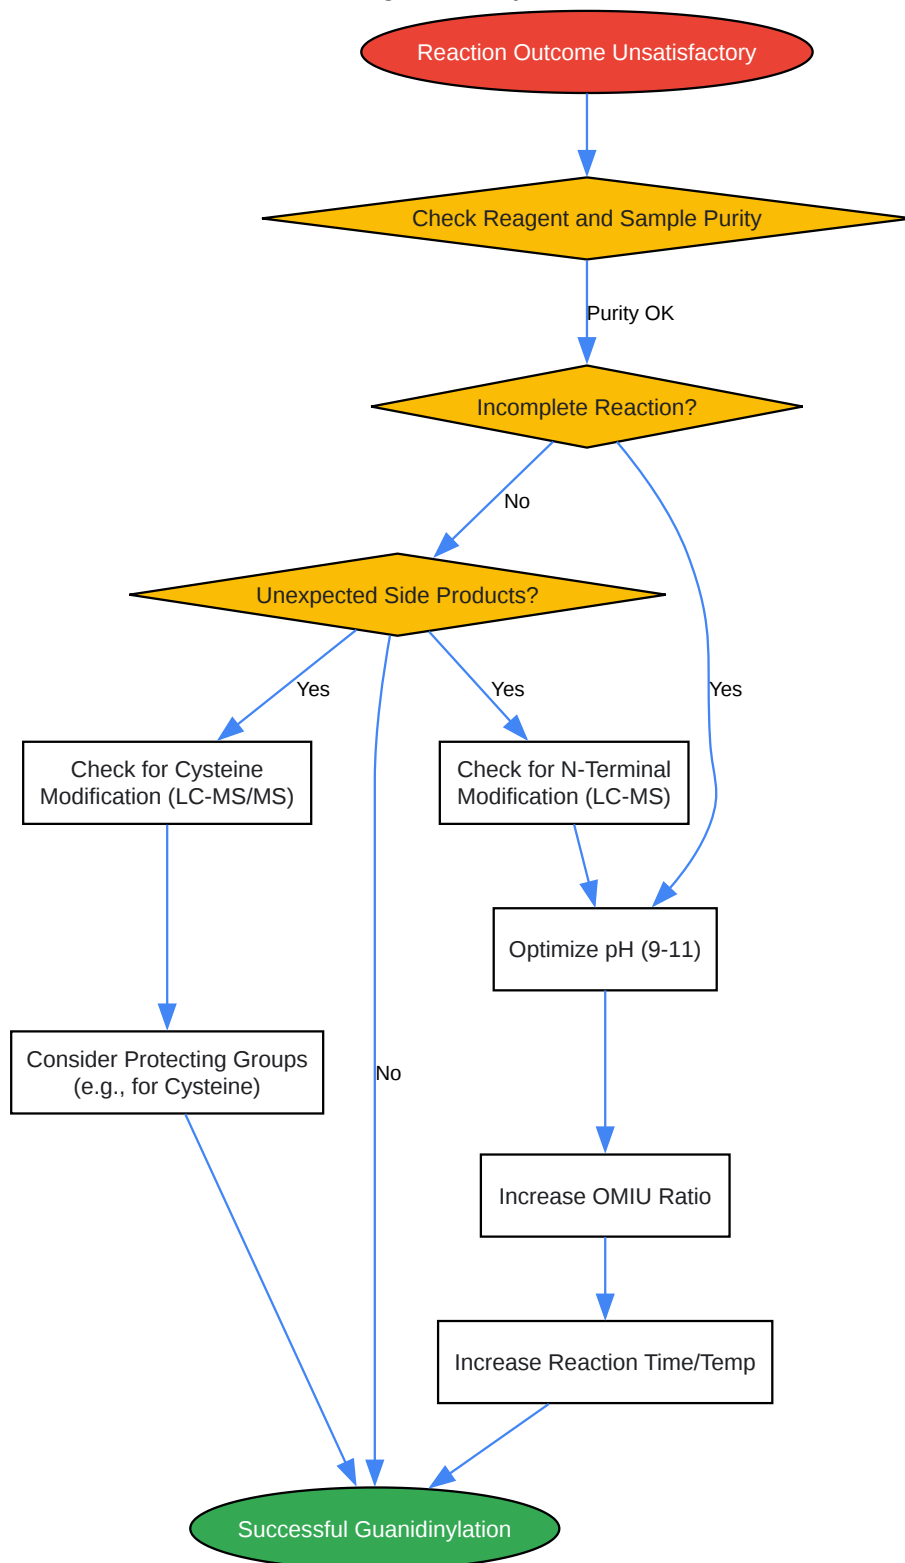 Reaction Outcome Unsatisfactory
Check Reagent and Sample Purity
Purity OK
Incomplete Reaction?
No
Unexpected Side Products?
Yes
Yes
Yes
Check for Cysteine
Modification (LC-MS/MS)
Check for N-Terminal
Modification (LC-MS)
Optimize pH (9-11)
Consider Protecting Groups
(e.g., for Cysteine)
No
Increase OMIU Ratio
Increase Reaction Time/Temp
Successful Guanidinylation